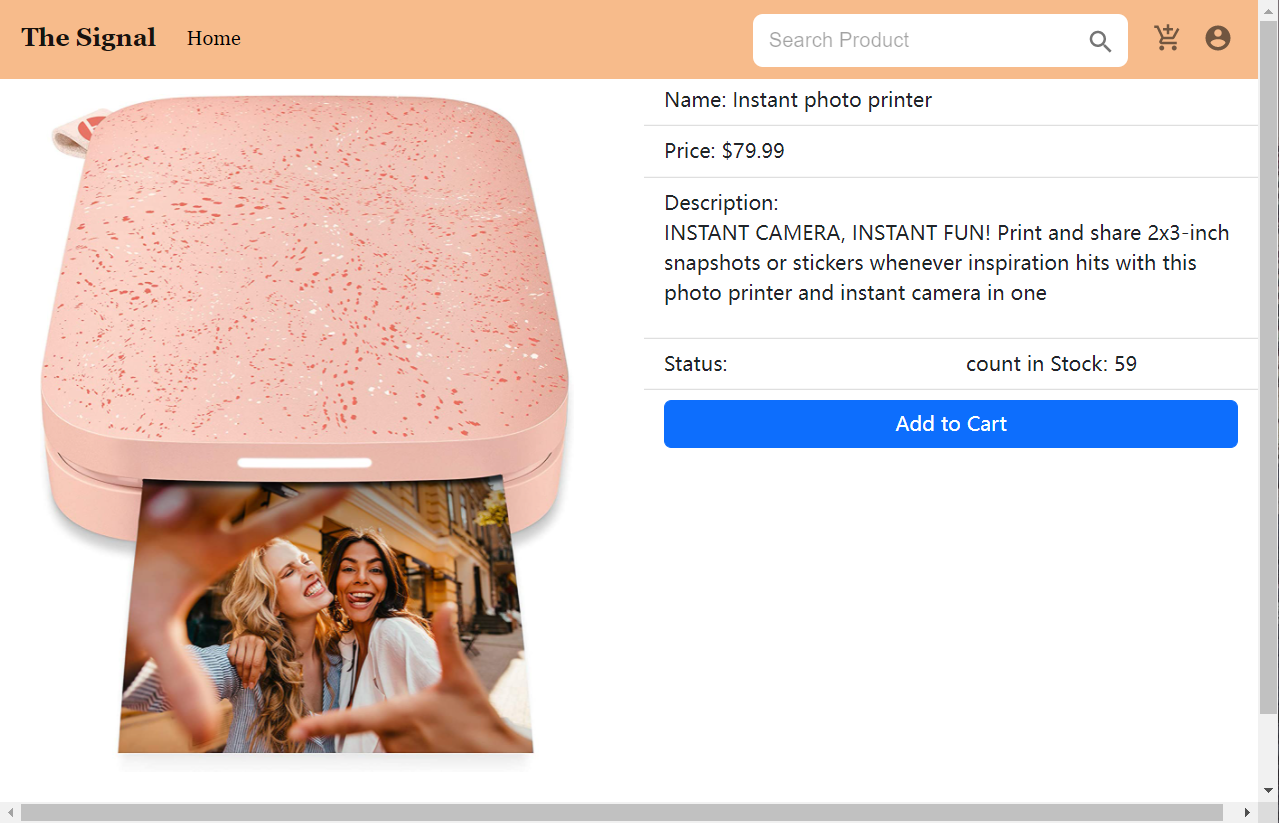 The Signal
Home
Search Product
Name: Instant photo printer
Price: $79.99
Description:
INSTANT CAMERA, INSTANT FUN! Print and share 2x3-inch
snapshots or stickers whenever inspiration hits with this
photo printer and instant camera in one
Status:
count in Stock: 59
Add to Cart